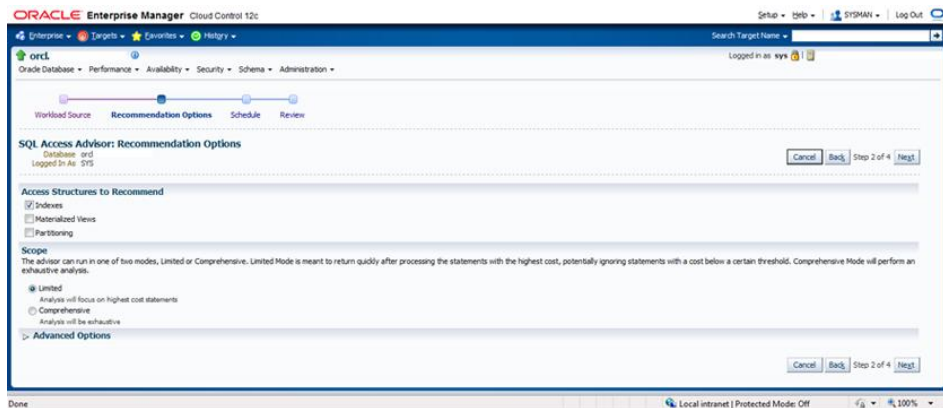 ORACLE Enterprise Manager Cloud Control 12c
Setup Help SYSMAN Log Out
Enterprise Targets Favorites History Search Target Name
orcl. Logged in as sys
Oracle Database Performance Availability Security Schema Administration
Workload Source Recommendation Options Schedule Review
SQL Access Advisor: Recommendation Options
Database orcl
Logged In As SYS
Cancel Back Step 2 of 4 Next
Access Structures to Recommend
Indexes
Materialized Views
Partitioning
Scope
The advisor can run in one of two modes, Limited or Comprehensive. Limited Mode is meant to return quickly after processing the statements with the highest cost, potentially ignoring statements with a cost below a certain threshold. Comprehensive Mode will perform an
exhaustive analysis.
Limited
Analysis will focus on highest cost statements
Comprehensive
Analysis will be exhaustive
Advanced Options
Cancel Back Step 2 of 4 Next
Done Local intranet | Protected Mode: Off 100%